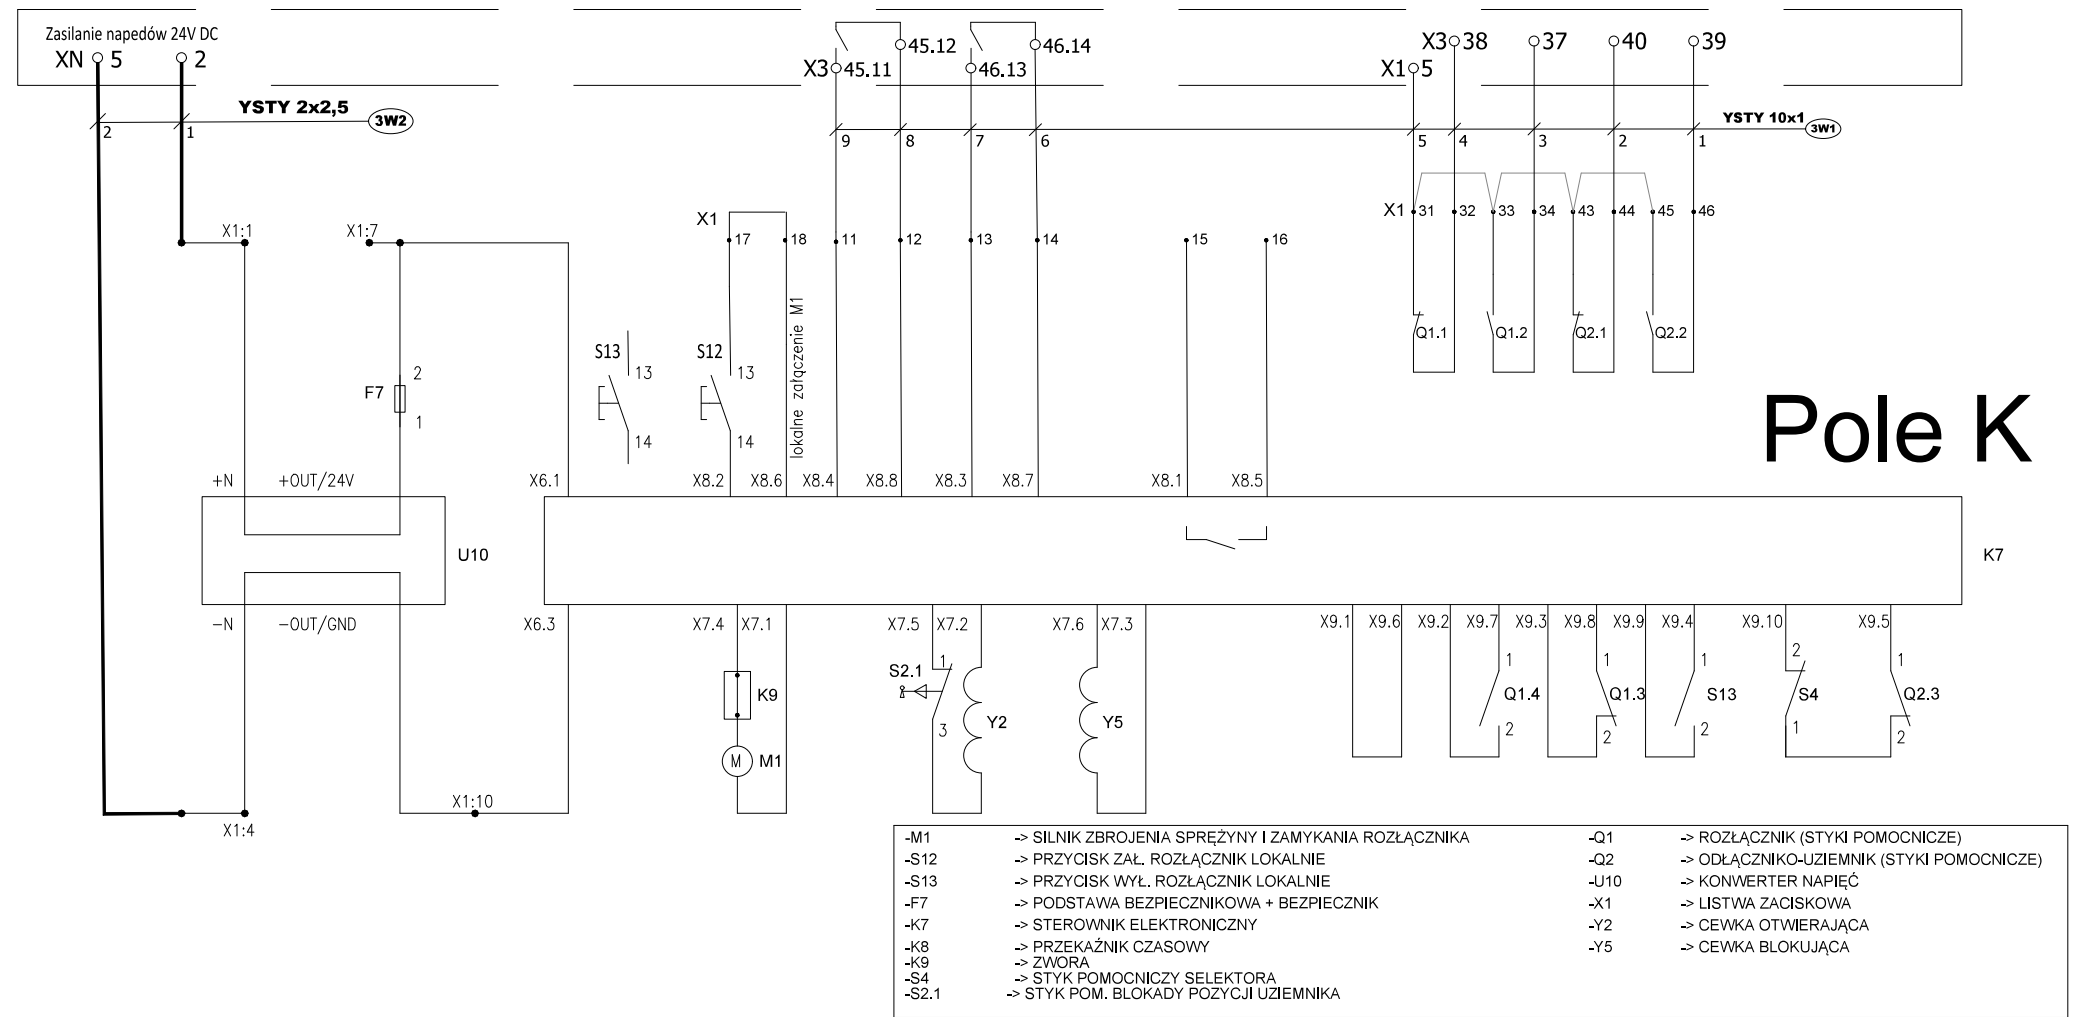 Zasilanie napedów 24V DC
XN 5 2
X3 45.11 45.12 46.13 46.14
X1 5 X3 38 37 40 39
YSTY 2x2,5 3W2
2 1
YSTY 10x1 3W1
9 8 7 6 5 4 3 2 1
X1 31 32 33 34 43 44 45 46
X1:1 X1:7
X1 17 18 11 12 13 14 15 16
Q1.1 Q1.2 Q2.1 Q2.2
lokalne załączenie M1
S13 13 14
S12 13 14
F7 2 1
Pole K
+N +OUT/24V X6.1 X8.2 X8.6 X8.4 X8.8 X8.3 X8.7 X8.1 X8.5
U10 K7
-N -OUT/GND X6.3 X7.4 X7.1 X7.5 X7.2 X7.6 X7.3 X9.1 X9.6 X9.2 X9.7 X9.3 X9.8 X9.9 X9.4 X9.10 X9.5
K9
M M1
S2.1 1 3
Y2
Y5
Q1.4 1 2
Q1.3 1 2
S13 1 2
S4 2 1
Q2.3 1 2
X1:10
X1:4
-M1 -> SILNIK ZBROJENIA SPRĘŻYNY I ZAMYKANIA ROZŁĄCZNIKA
-S12 -> PRZYCISK ZAŁ. ROZŁĄCZNIK LOKALNIE
-S13 -> PRZYCISK WYŁ. ROZŁĄCZNIK LOKALNIE
-F7 -> PODSTAWA BEZPIECZNIKOWA + BEZPIECZNIK
-K7 -> STEROWNIK ELEKTRONICZNY
-K8 -> PRZEKAŹNIK CZASOWY
-K9 -> ZWORA
-S4 -> STYK POMOCNICZY SELEKTORA
-S2.1 -> STYK POM. BLOKADY POZYCJI UZIEMNIKA
-Q1 -> ROZŁĄCZNIK (STYKI POMOCNICZE)
-Q2 -> ODŁĄCZNIKO-UZIEMNIK (STYKI POMOCNICZE)
-U10 -> KONWERTER NAPIĘĆ
-X1 -> LISTWA ZACISKOWA
-Y2 -> CEWKA OTWIERAJĄCA
-Y5 -> CEWKA BLOKUJĄCA